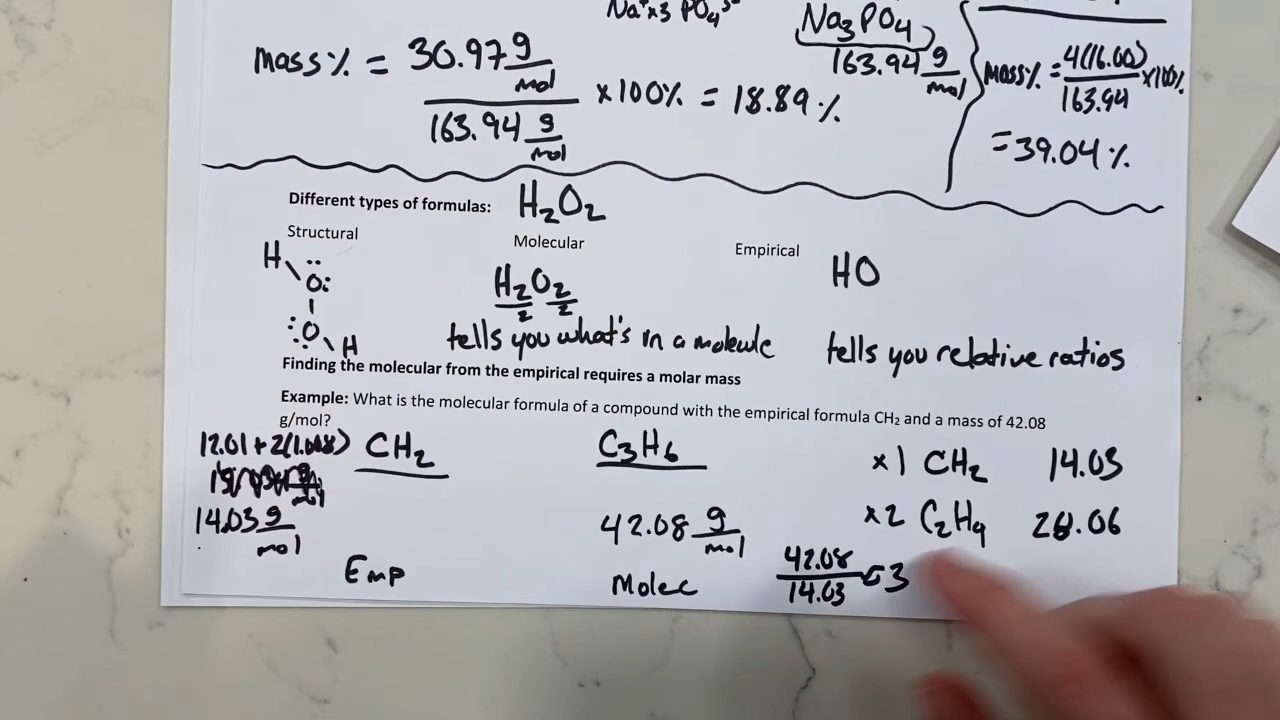 Na⁺x3 PO₄³⁻
Na₃PO₄
163.94 g/mol
mass% = 30.97 g/mol / 163.94 g/mol x100% = 18.89%
mass% = 4(16.00) / 163.94 x100%
= 39.04%
Different types of formulas: H₂O₂
Structural Molecular Empirical
H
O
O
H
H₂O₂ HO
2 2
tells you what's in a molecule tells you relative ratios
Finding the molecular from the empirical requires a molar mass
Example: What is the molecular formula of a compound with the empirical formula CH₂ and a mass of 42.08
g/mol?
12.01+2(1.008) CH₂ C₃H₆ x1 CH₂ 14.03
14.03 g/mol 42.08 g/mol x2 C₂H₄ 28.06
Emp Molec 42.08 / 14.03 = 3